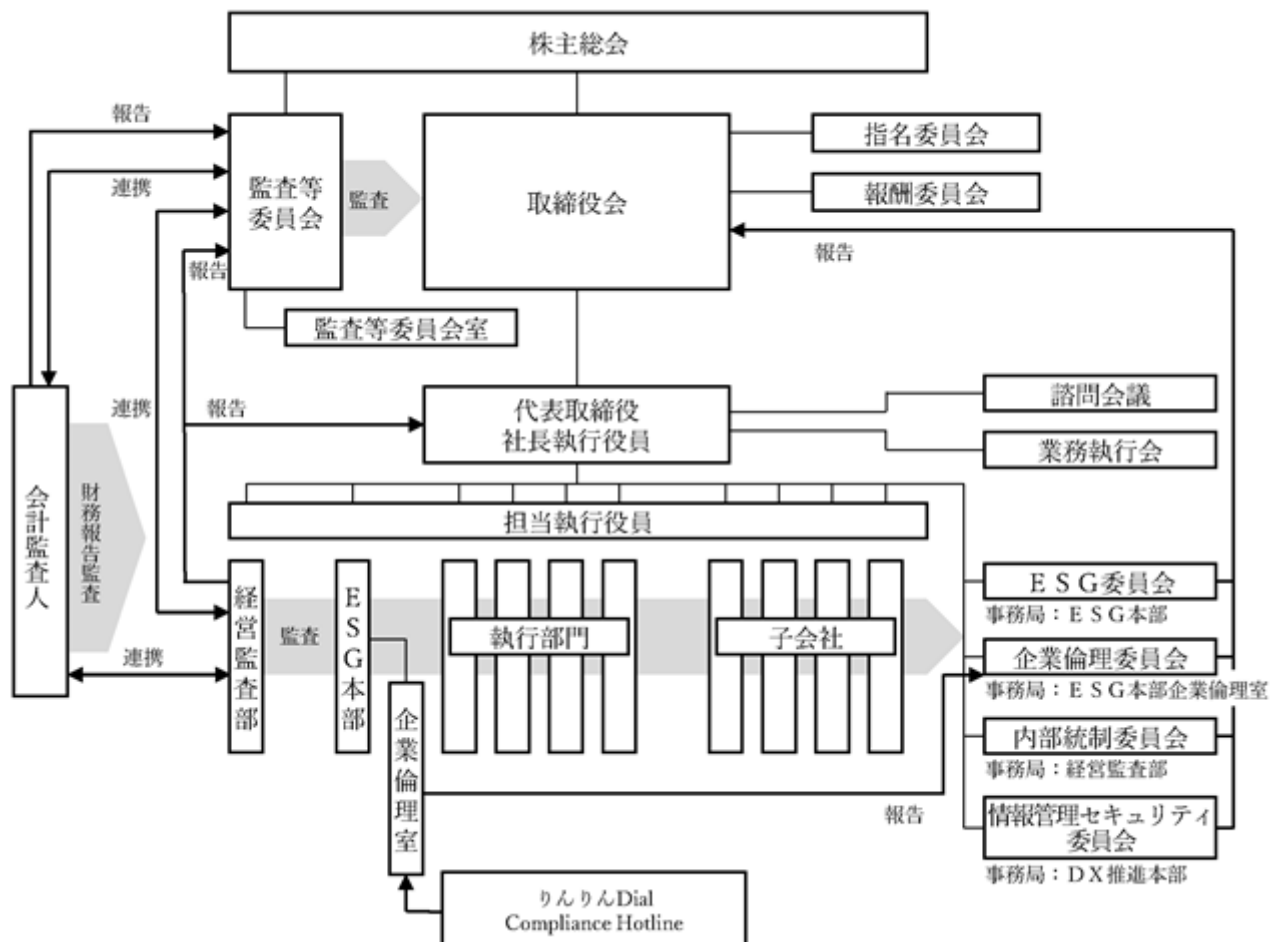 株主総会
報告
連携
監査等
委員会
監査
取締役会
指名委員会
報酬委員会
報告
報告
監査等委員会室
連携
報告
代表取締役
社長執行役員
諮問会議
業務執行会
担当執行役員
会計監査人
財務報告監査
連携
経営監査部
監査
ESG本部
企業倫理室
執行部門
子会社
ESG委員会
事務局：ESG本部
企業倫理委員会
事務局：ESG本部企業倫理室
内部統制委員会
事務局：経営監査部
報告
情報管理セキュリティ
委員会
事務局：DX推進本部
りんりんDial
Compliance Hotline